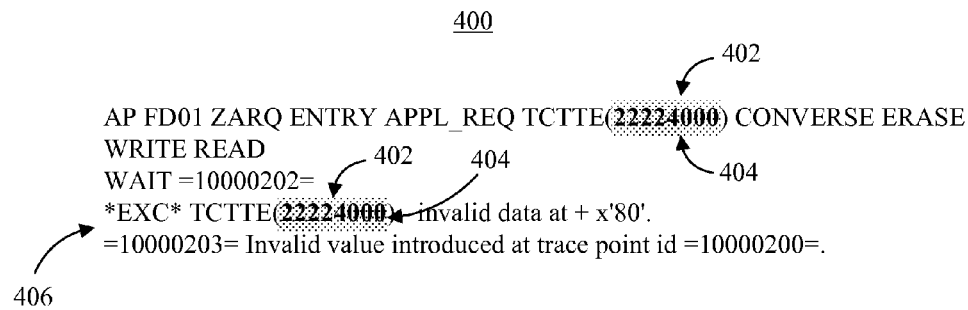 400
402
AP FD01 ZARQ ENTRY APPL_REQ TCTTE(22224000) CONVERSE ERASE
WRITE READ
402
404
404
WAIT =10000202=
*EXC* TCTTE(22224000) invalid data at + x'80'.
=10000203= Invalid value introduced at trace point id =10000200=.
406